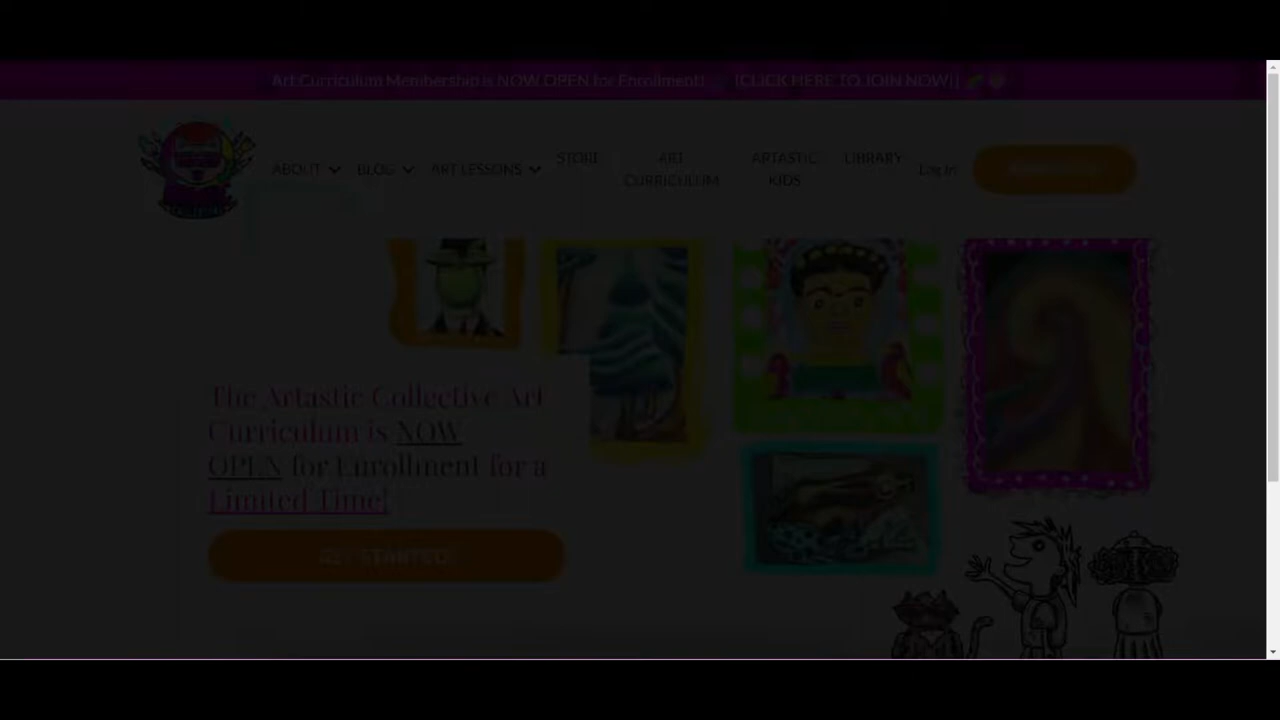 Art Curriculum Membership is NOW OPEN for Enrollment! [CLICK HERE TO JOIN NOW]
ABOUT BLOG ART LESSONS STORE ART CURRICULUM ARTASTIC KIDS LIBRARY Log In
The Artastic Collective Art
Curriculum is NOW
OPEN for Enrollment for a
Limited Time!
GET STARTED!